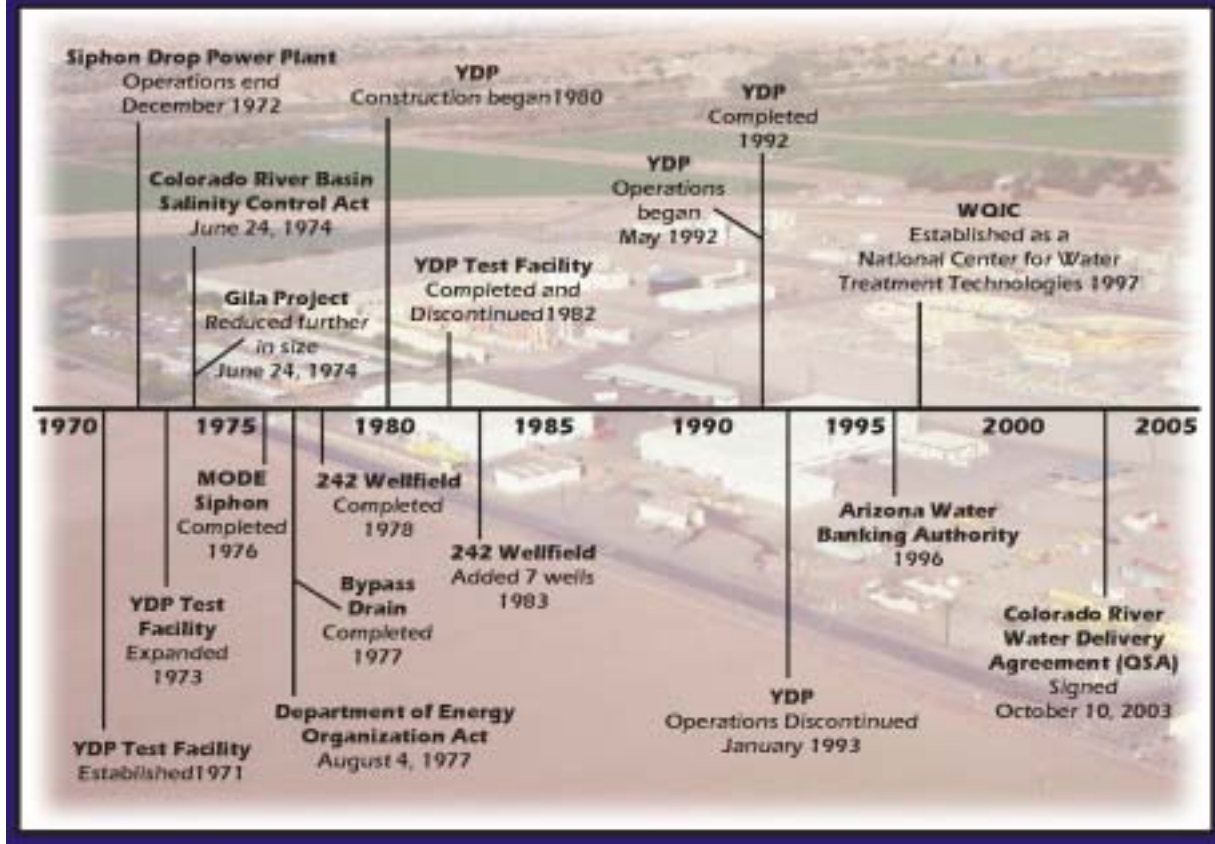 Siphon Drop Power Plant
Operations end
December 1972
YDP
Construction began1980
YDP
Completed
1992
Colorado River Basin
Salinity Control Act
June 24, 1974
YDP
Operations
began
May 1992
WQIC
Established as a
National Center for Water
Treatment Technologies 1997
YDP Test Facility
Completed and
Discontinued1982
Gila Project
Reduced further
in size
June 24, 1974
1970 1975 1980 1985 1990 1995 2000 2005
MODE
Siphon
Completed
1976
242 Wellfield
Completed
1978
242 Wellfield
Added 7 wells
1983
Arizona Water
Banking Authority
1996
YDP Test
Facility
Expanded
1973
Bypass
Drain
Completed
1977
Colorado River
Water Delivery
Agreement (QSA)
Signed
October 10, 2003
Department of Energy
Organization Act
August 4, 1977
YDP
Operations Discontinued
January 1993
YDP Test Facility
Established1971